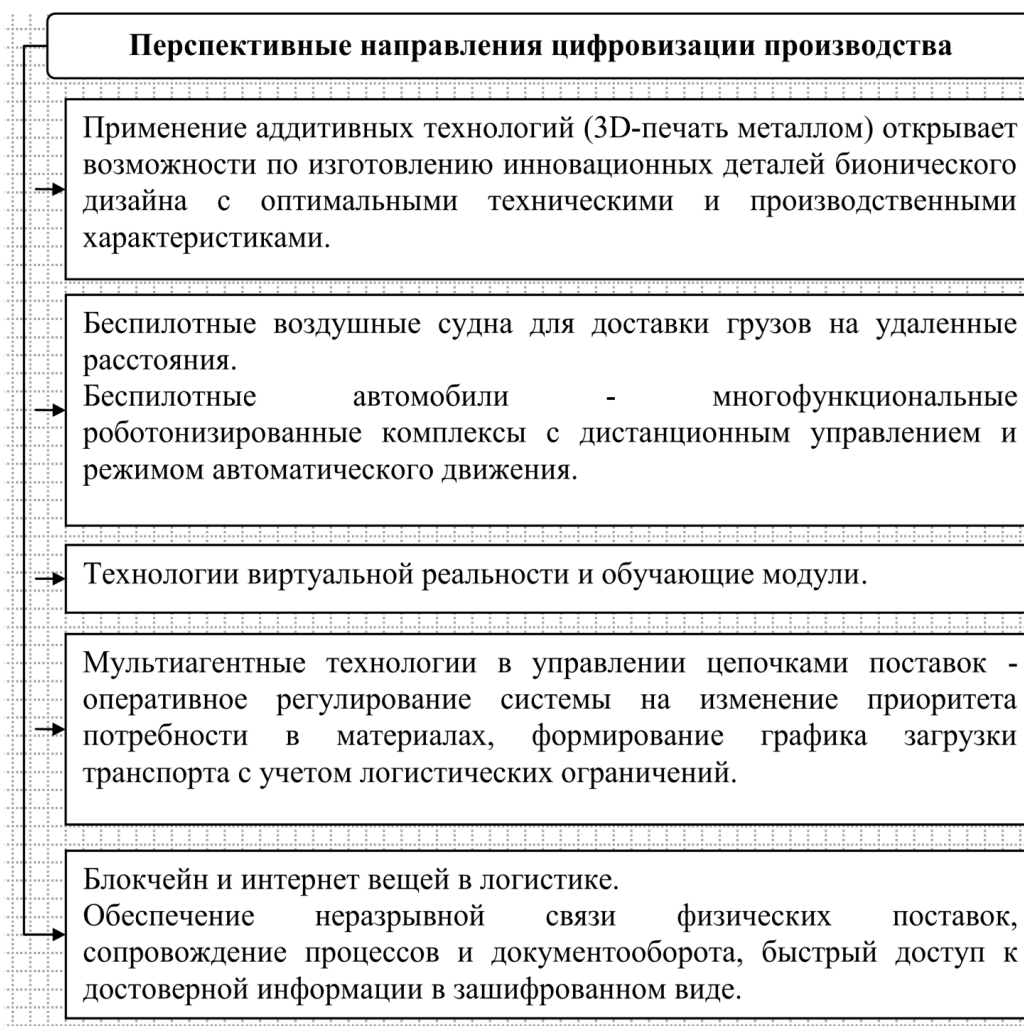 Перспективные направления цифровизации производства
Применение аддитивных технологий (3D-печать металлом) открывает
возможности по изготовлению инновационных деталей бионического
дизайна с оптимальными техническими и производственными
характеристиками.
Беспилотные воздушные судна для доставки грузов на удаленные
расстояния.
Беспилотные автомобили - многофункциональные
роботонизированные комплексы с дистанционным управлением и
режимом автоматического движения.
Технологии виртуальной реальности и обучающие модули.
Мультиагентные технологии в управлении цепочками поставок -
оперативное регулирование системы на изменение приоритета
потребности в материалах, формирование графика загрузки
транспорта с учетом логистических ограничений.
Блокчейн и интернет вещей в логистике.
Обеспечение неразрывной связи физических поставок,
сопровождение процессов и документооборота, быстрый доступ к
достоверной информации в зашифрованном виде.